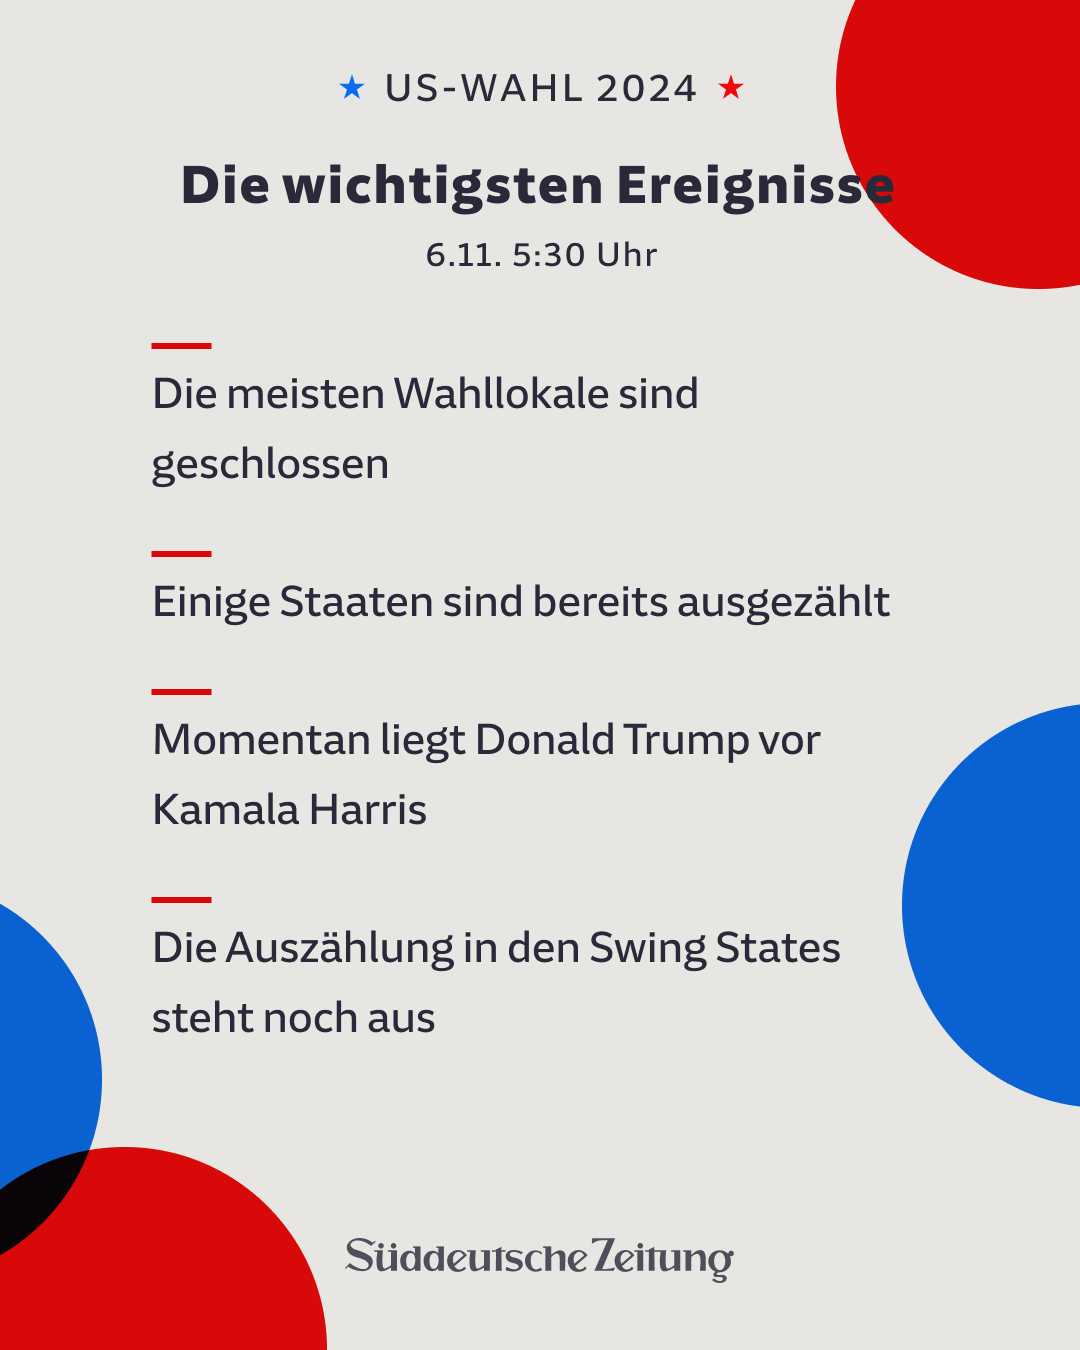 ★ US-WAHL 2024 ★
Die wichtigsten Ereignisse
6.11. 5:30 Uhr
Die meisten Wahllokale sind
geschlossen
Einige Staaten sind bereits ausgezählt
Momentan liegt Donald Trump vor
Kamala Harris
Die Auszählung in den Swing States
steht noch aus
Süddeutsche Zeitung